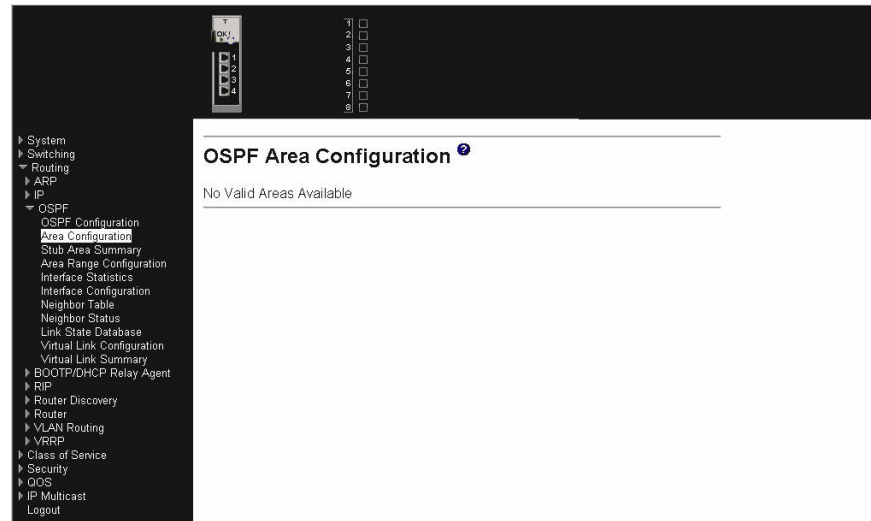 T
OK!
1
2
3
4
1
2
3
4
5
6
7
8
System
Switching
Routing
ARP
IP
OSPF
OSPF Configuration
Area Configuration
Stub Area Summary
Area Range Configuration
Interface Statistics
Interface Configuration
Neighbor Table
Neighbor Status
Link State Database
Virtual Link Configuration
Virtual Link Summary
BOOTP/DHCP Relay Agent
RIP
Router Discovery
Router
VLAN Routing
VRRP
Class of Service
Security
QOS
IP Multicast
Logout
OSPF Area Configuration ?
No Valid Areas Available